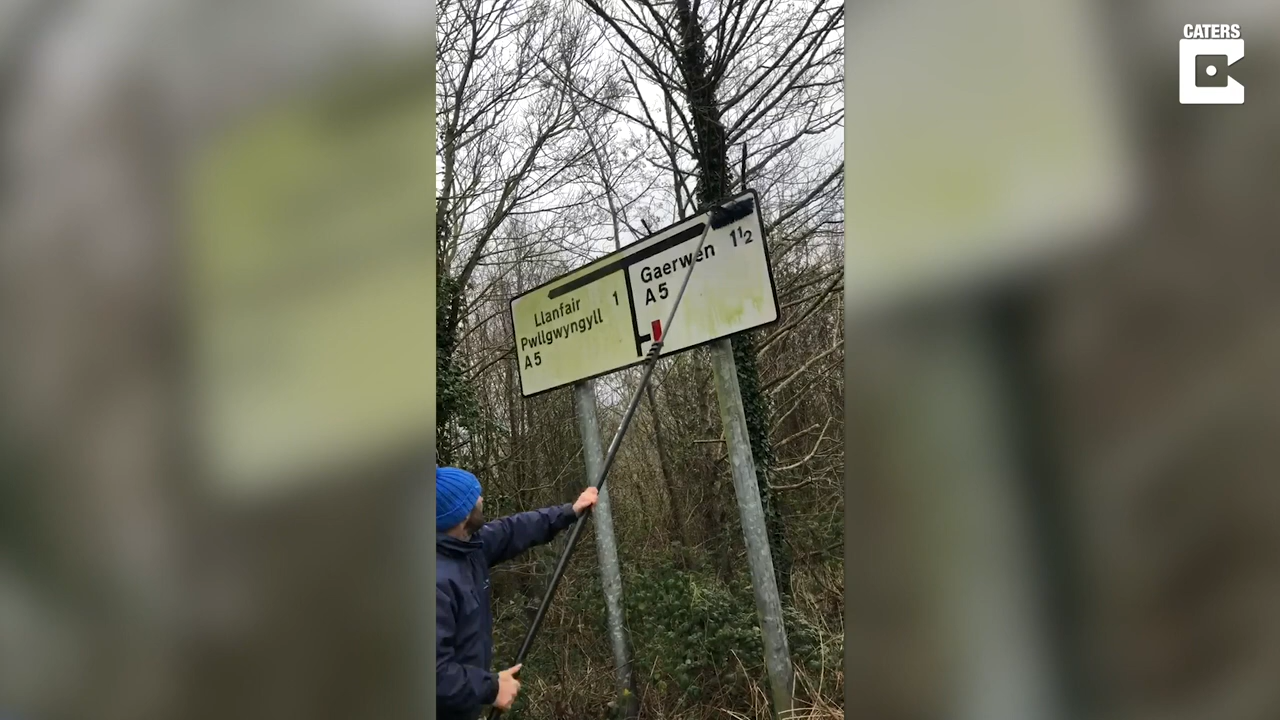 CATERS
Llanfair 1
Pwllgwyngyll
A5
Gaerwen 1½
A5